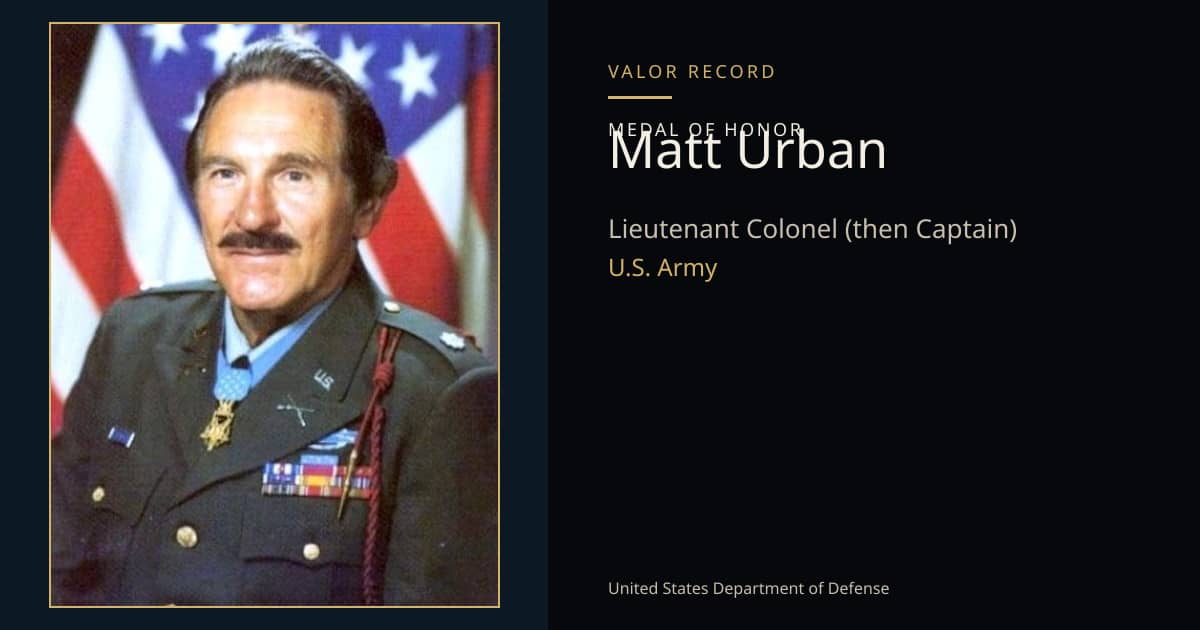 VALOR RECORD
MEDAL OF HONOR
Matt Urban
Lieutenant Colonel (then Captain)
U.S. Army
U.S.
United States Department of Defense